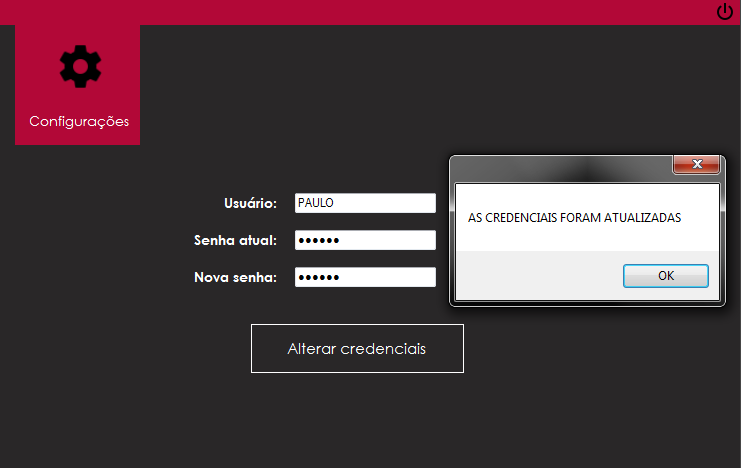 Configurações
Usuário: PAULO
Senha atual: ••••••
Nova senha: ••••••
Alterar credenciais
AS CREDENCIAIS FORAM ATUALIZADAS
OK